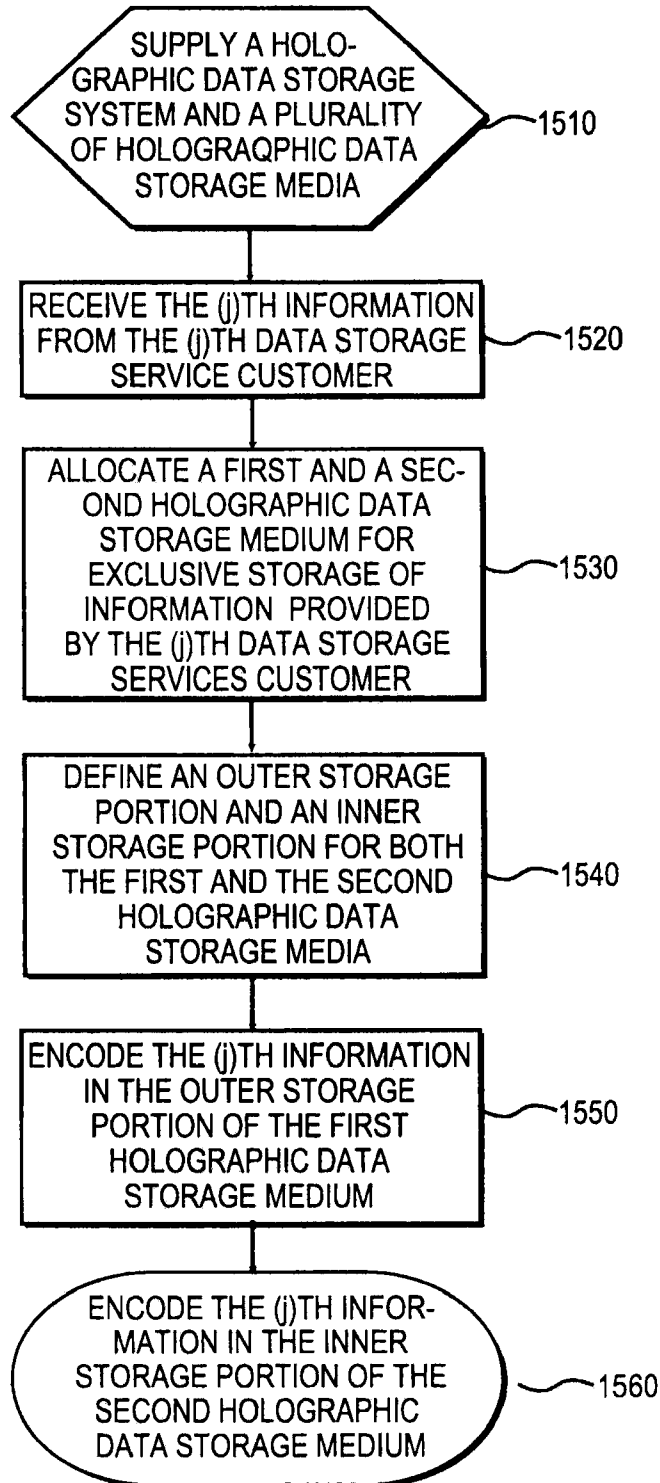 SUPPLY A HOLO-
GRAPHIC DATA STORAGE
SYSTEM AND A PLURALITY
OF HOLOGRAQPHIC DATA
STORAGE MEDIA
1510
RECEIVE THE (j)TH INFORMATION
FROM THE (j)TH DATA STORAGE
SERVICE CUSTOMER
1520
ALLOCATE A FIRST AND A SEC-
OND HOLOGRAPHIC DATA
STORAGE MEDIUM FOR
EXCLUSIVE STORAGE OF
INFORMATION PROVIDED
BY THE (j)TH DATA STORAGE
SERVICES CUSTOMER
1530
DEFINE AN OUTER STORAGE
PORTION AND AN INNER
STORAGE PORTION FOR BOTH
THE FIRST AND THE SECOND
HOLOGRAPHIC DATA
STORAGE MEDIA
1540
ENCODE THE (j)TH INFORMATION
IN THE OUTER STORAGE
PORTION OF THE FIRST
HOLOGRAPHIC DATA
STORAGE MEDIUM
1550
ENCODE THE (j)TH INFOR-
MATION IN THE INNER
STORAGE PORTION OF THE
SECOND HOLOGRAPHIC
DATA STORAGE MEDIUM
1560